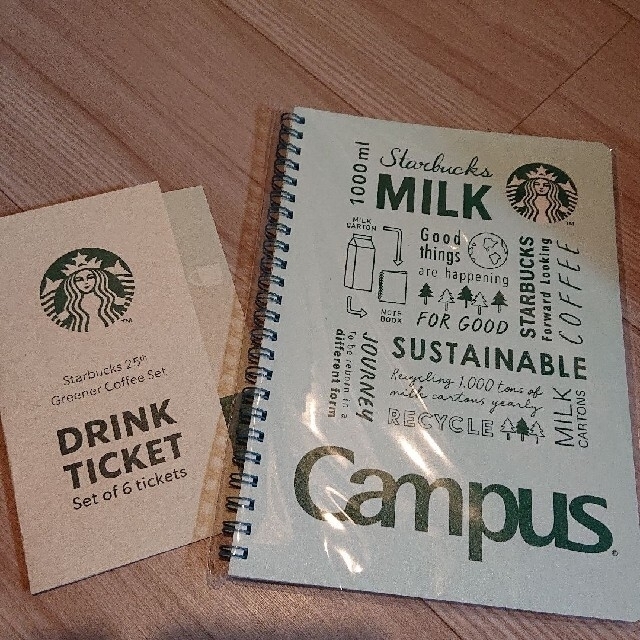 Starbucks 25th
Greener Coffee Set
DRINK
TICKET
Set of 6 tickets
TM
1000ml
Starbucks
MILK
TM
MILK
CARTON
NOTE
BOOK
Good
things
are happening
FOR GOOD
STARBUCKS
Forward Looking
COFFEE
SUSTAINABLE
JOURNEY
to be reborn in a
different form
Recycling 1,000 tons of
milk cartons yearly
RECYCLE
MILK
CARTONS
Campus®